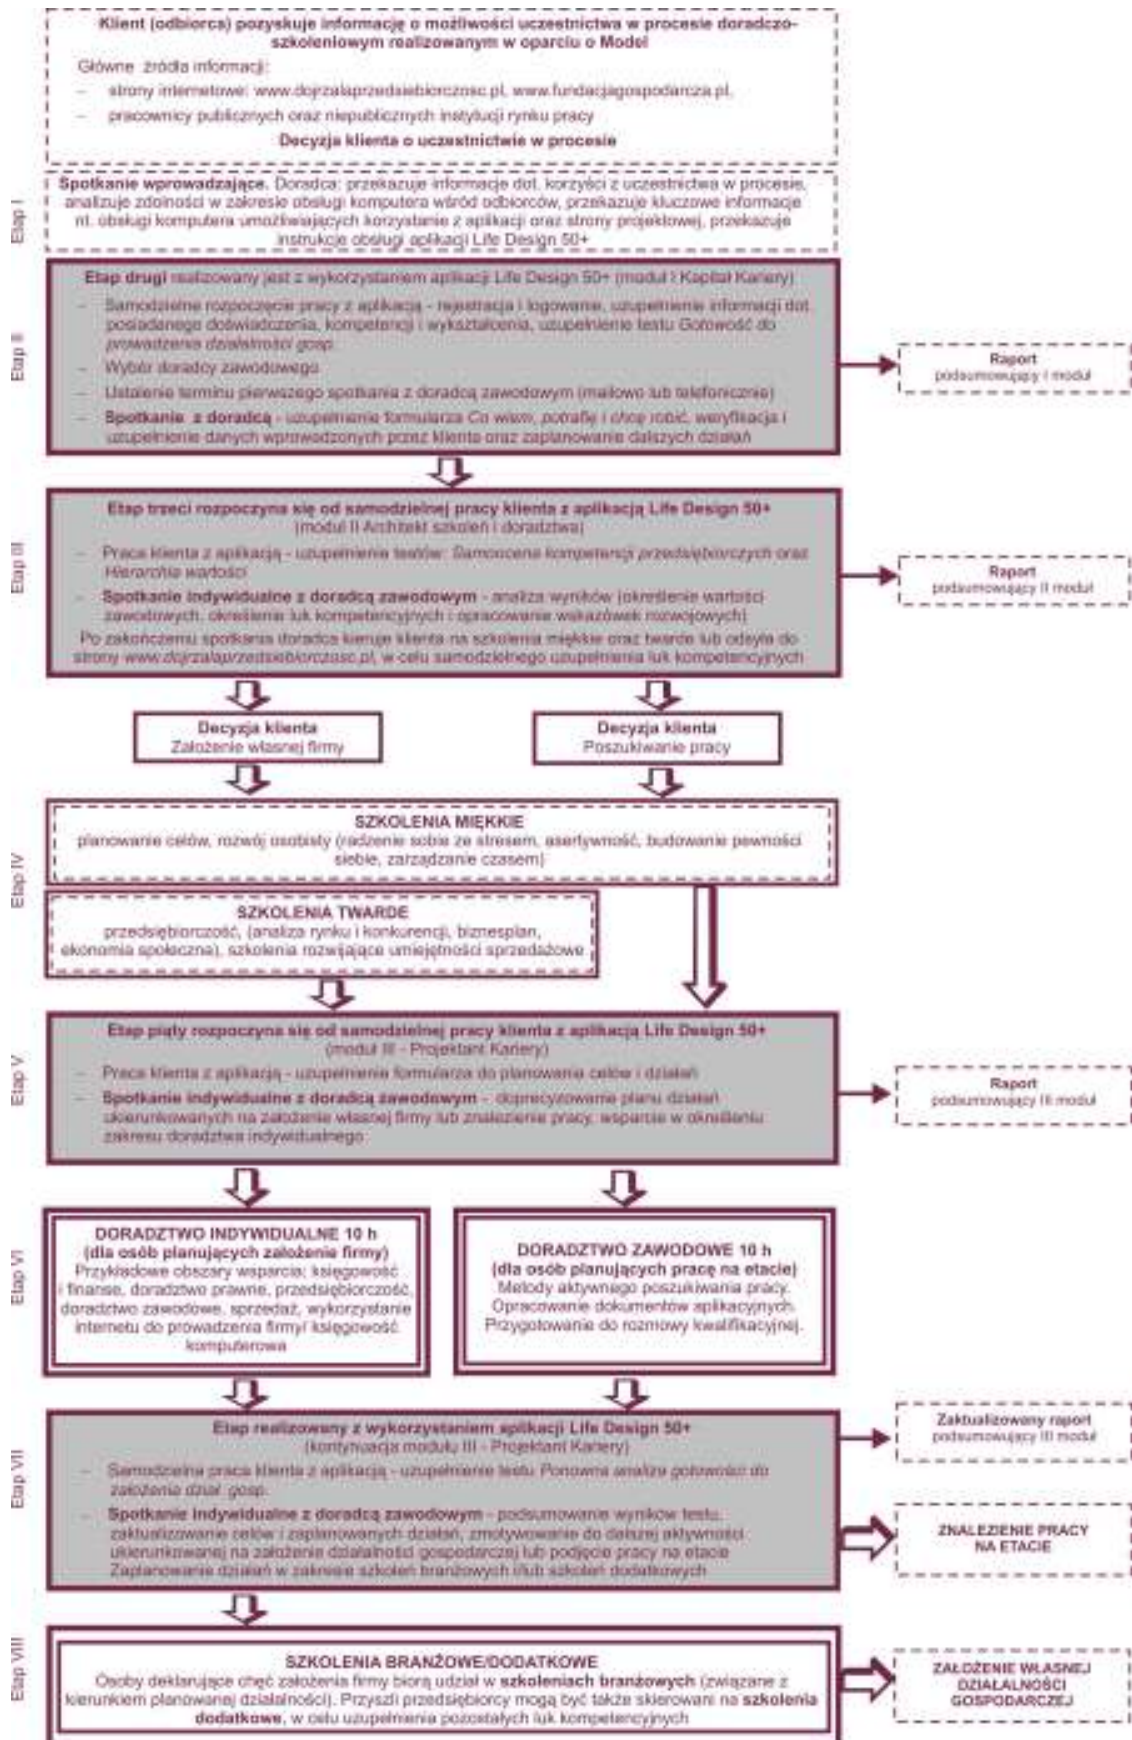 Klient (odbiorca) pozyskuje informację o możliwości uczestnictwa w procesie doradczo-
szkoleniowym realizowanym w oparciu o Model
Główne źródła informacji:
– strony internetowe: www.dojrzalaprzedsiebiorczosc.pl, www.fundacjagospodarcza.pl,
– pracownicy publicznych oraz niepublicznych instytucji rynku pracy
Decyzja klienta o uczestnictwie w procesie
Etap I
Spotkanie wprowadzające. Doradca: przekazuje informacje dot. korzyści z uczestnictwa w procesie,
analizuje zdolności w zakresie obsługi komputera wśród odbiorców, przekazuje kluczowe informacje
nt. obsługi komputera umożliwiających korzystanie z aplikacji oraz strony projektowej, przekazuje
instrukcje obsługi aplikacji Life Design 50+
Etap II
Etap drugi realizowany jest z wykorzystaniem aplikacji Life Design 50+ (moduł I Kapitał Kariery)
– Samodzielne rozpoczęcie pracy z aplikacją - rejestracja i logowanie, uzupełnienie informacji dot.
posiadanego doświadczenia, kompetencji i wykształcenia, uzupełnienie testu Gotowość do
prowadzenia działalności gosp.
– Wybór doradcy zawodowego
– Ustalenie terminu pierwszego spotkania z doradcą zawodowym (mailowo lub telefonicznie)
– Spotkanie z doradcą - uzupełnienie formularza Co wiem, potrafię i chcę robić, weryfikacja i
uzupełnienie danych wprowadzonych przez klienta oraz zaplanowanie dalszych działań
Raport
podsumowujący I moduł
Etap III
Etap trzeci rozpoczyna się od samodzielnej pracy klienta z aplikacją Life Design 50+
(moduł II Architekt szkoleń i doradztwa)
– Praca klienta z aplikacją - uzupełnienie testów: Samoocena kompetencji przedsiębiorczych oraz
Hierarchia wartości
– Spotkanie indywidualne z doradcą zawodowym - analiza wyników (określenie wartości
zawodowych, określenie luk kompetencyjnych i opracowanie wskazówek rozwojowych)
Po zakończeniu spotkania doradca kieruje klienta na szkolenia miękkie oraz twarde lub odsyła do
strony www.dojrzalaprzedsiebiorczosc.pl, w celu samodzielnego uzupełnienia luk kompetencyjnych
Raport
podsumowujący II moduł
Decyzja klienta
Założenie własnej firmy
Decyzja klienta
Poszukiwanie pracy
Etap IV
SZKOLENIA MIĘKKIE
planowanie celów, rozwój osobisty (radzenie sobie ze stresem, asertywność, budowanie pewności
siebie, zarządzanie czasem)
SZKOLENIA TWARDE
przedsiębiorczość, (analiza rynku i konkurencji, biznesplan,
ekonomia społeczna), szkolenia rozwijające umiejętności sprzedażowe
Etap V
Etap piąty rozpoczyna się od samodzielnej pracy klienta z aplikacją Life Design 50+
(moduł III - Projektant Kariery)
– Praca klienta z aplikacją - uzupełnienie formularza do planowanie celów i działań
– Spotkanie indywidualne z doradcą zawodowym - doprecyzowanie planu działań
ukierunkowanych na założenie własnej firmy lub znalezienie pracy, wsparcie w określeniu
zakresu doradztwa indywidualnego
Raport
podsumowujący III moduł
Etap VI
DORADZTWO INDYWIDUALNE 10 h
(dla osób planujących założenie firmy)
Przykładowe obszary wsparcia: księgowość
i finanse, doradztwo prawne, przedsiębiorczość,
doradztwo zawodowe, sprzedaż, wykorzystanie
internetu do prowadzenia firmy/ księgowość
komputerowa
DORADZTWO ZAWODOWE 10 h
(dla osób planujących pracę na etacie)
Metody aktywnego poszukiwania pracy.
Opracowanie dokumentów aplikacyjnych.
Przygotowanie do rozmowy kwalifikacyjnej.
Etap VII
Etap realizowany z wykorzystaniem aplikacji Life Design 50+
(kontynuacja modułu III - Projektant Kariery)
– Samodzielna praca klienta z aplikacją - uzupełnienie testu Ponowna analiza gotowości do
założenia dział. gosp.
– Spotkanie indywidualne z doradcą zawodowym - podsumowanie wyników testu,
zaktualizowanie celów i zaplanowanych działań, zmotywowanie do dalszej aktywności
ukierunkowanej na założenie działalności gospodarczej lub podjęcie pracy na etacie
Zaplanowanie działań w zakresie szkoleń branżowych i/lub szkoleń dodatkowych
Zaktualizowany raport
podsumowujący III moduł
ZNALEZIENIE PRACY
NA ETACIE
Etap VIII
SZKOLENIA BRANŻOWE/DODATKOWE
Osoby deklarujące chęć założenia firmy biorą udział w szkoleniach branżowych (związane z
kierunkiem planowanej działalności). Przyszli przedsiębiorcy mogą być także skierowani na szkolenia
dodatkowe, w celu uzupełnienia pozostałych luk kompetencyjnych
ZAŁOŻENIE WŁASNEJ
DZIAŁALNOŚCI
GOSPODARCZEJ